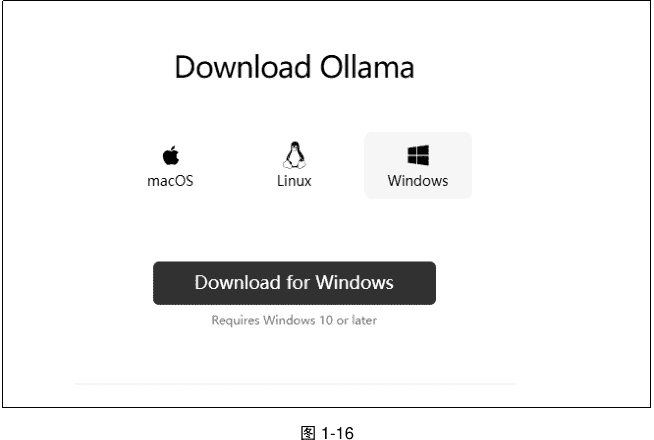 Download Ollama
macOS
Linux
Windows
Download for Windows
Requires Windows 10 or later
图 1-16